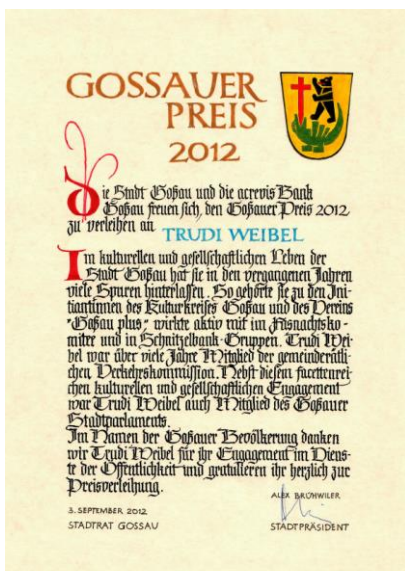 GOSSAUER
PREIS
2012
Die Stadt Goßau und die acrevis Bank
Goßau freuen sich, den Goßauer Preis 2012
zu verleihen an
TRUDI WEIBEL
Im kulturellen und gesellschaftlichen Leben der
Stadt Goßau hat sie in den vergangenen Jahren
viele Spuren hinterlassen. So gehörte sie zu den Ini-
tiantinnen des Kulturkreises Goßau und des Vereins
"Goßau plus" wirkte aktiv mit im Fasnachtsko-
mitee und in Schnitzelbank-Gruppen. Trudi Wei-
bel war über viele Jahre Mitglied der gemeinderätli-
chen Verkehrskommission. Nebst diesem facettenrei-
chen kulturellen und gesellschaftlichen Engagement
war Trudi Weibel auch Mitglied des Goßauer
Stadtparlaments.
Im Namen der Goßauer Bevölkerung danken
wir Trudi Weibel für ihr Engagement im Diens-
te der Öffentlichkeit und gratulieren ihr herzlich zur
Preisverleihung.
ALEX BRÜHWILER
3. SEPTEMBER 2012
STADTRAT GOSSAU
STADTPRÄSIDENT